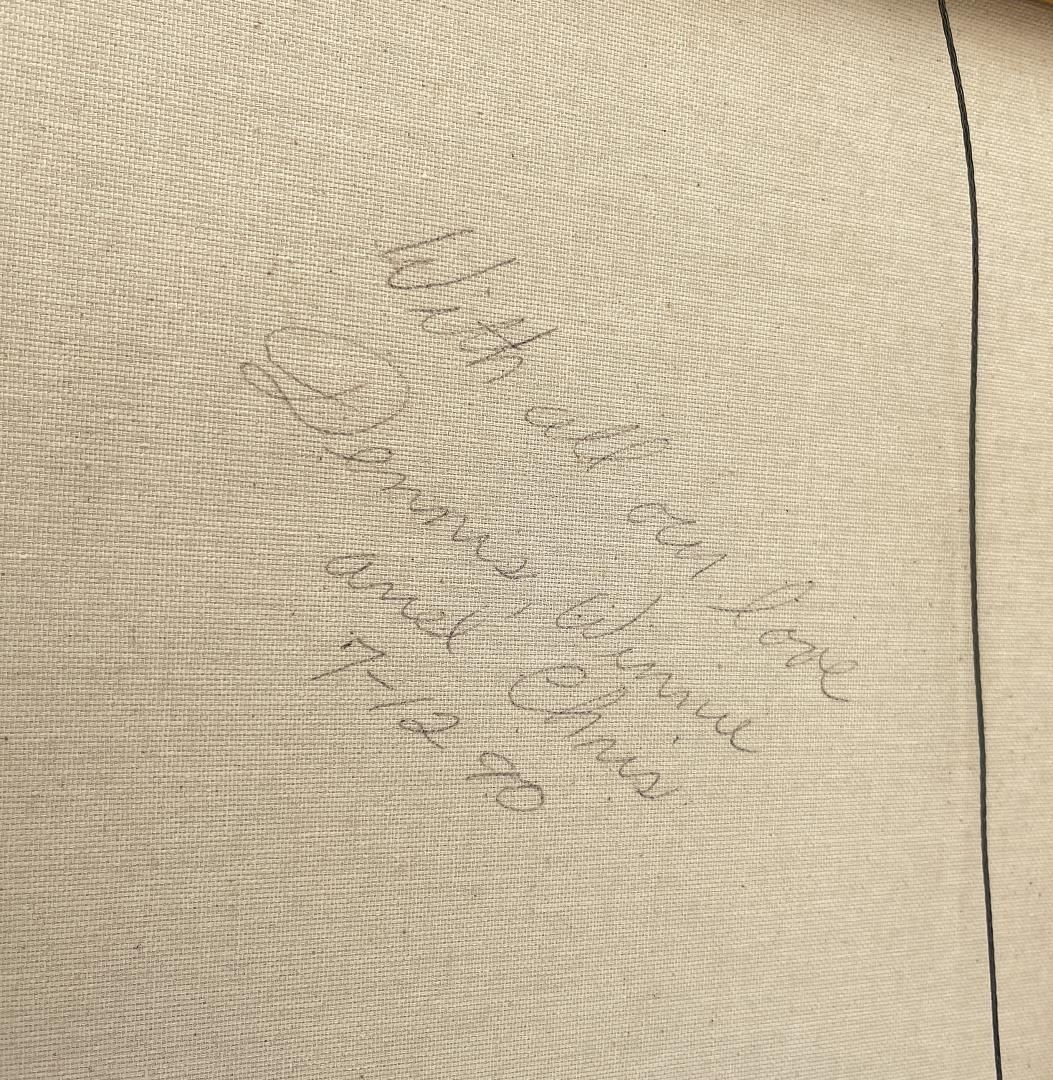 With all our love
Dennis, Winnie
and Chris
7-12 90